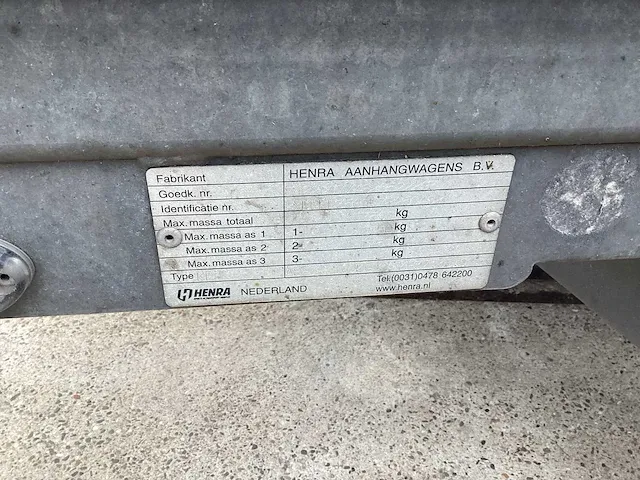 Fabrikant HENRA AANHANGWAGENS B.V.
Goedk. nr.
Identificatie nr.
Max. massa totaal kg
Max. massa as 1 1- kg
Max. massa as 2 2- kg
Max. massa as 3 3- kg
Type
Tel:(0031)0478 642200
HENRA NEDERLAND www.henra.nl